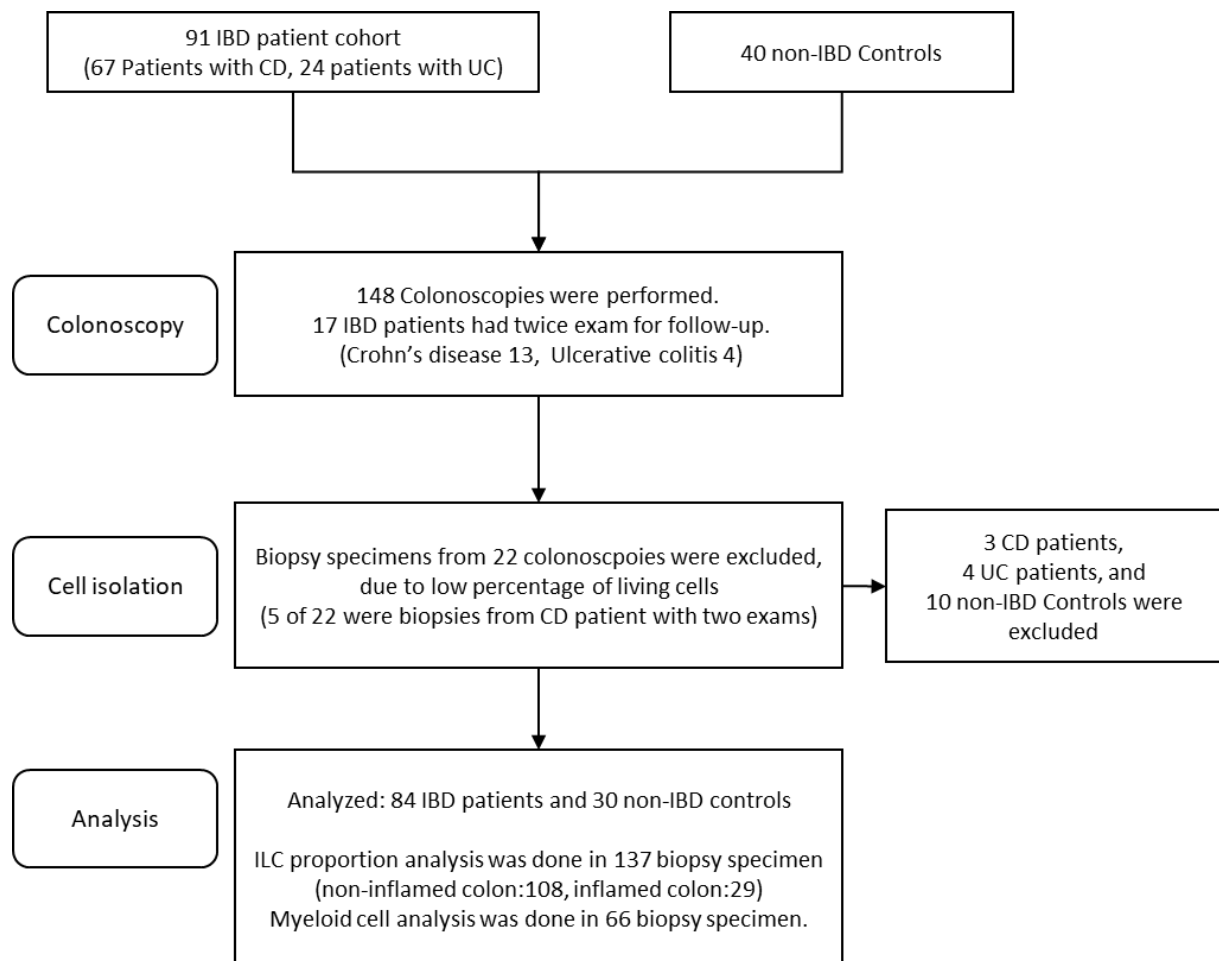 91 IBD patient cohort
(67 Patients with CD, 24 patients with UC)
40 non-IBD Controls
Colonoscopy
148 Colonoscopies were performed.
17 IBD patients had twice exam for follow-up.
(Crohn's disease 13,  Ulcerative colitis 4)
Cell isolation
Biopsy specimens from 22 colonoscpoies were excluded,
due to low percentage of living cells
(5 of 22 were biopsies from CD patient with two exams)
3 CD patients,
4 UC patients, and
10 non-IBD Controls were
excluded
Analysis
Analyzed: 84 IBD patients and 30 non-IBD controls
ILC proportion analysis was done in 137 biopsy specimen
(non-inflamed colon:108, inflamed colon:29)
Myeloid cell analysis was done in 66 biopsy specimen.